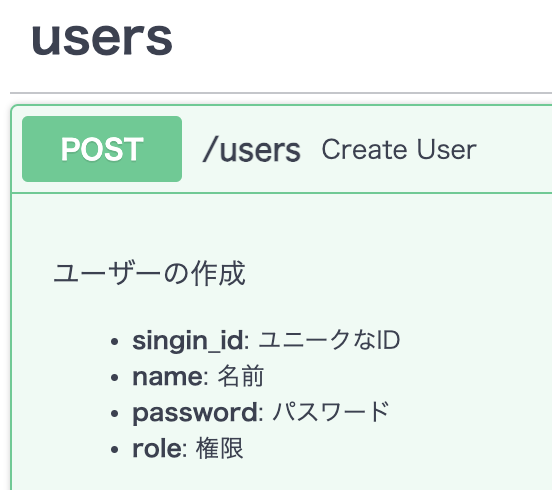 users
POST /users Create User
ユーザーの作成
• singin_id: ユニークなID
• name: 名前
• password: パスワード
• role: 権限